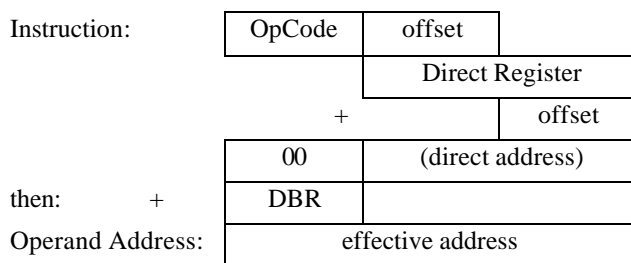 Instruction: OpCode offset
Direct Register
+ offset
00 (direct address)
then: + DBR
Operand Address: effective address